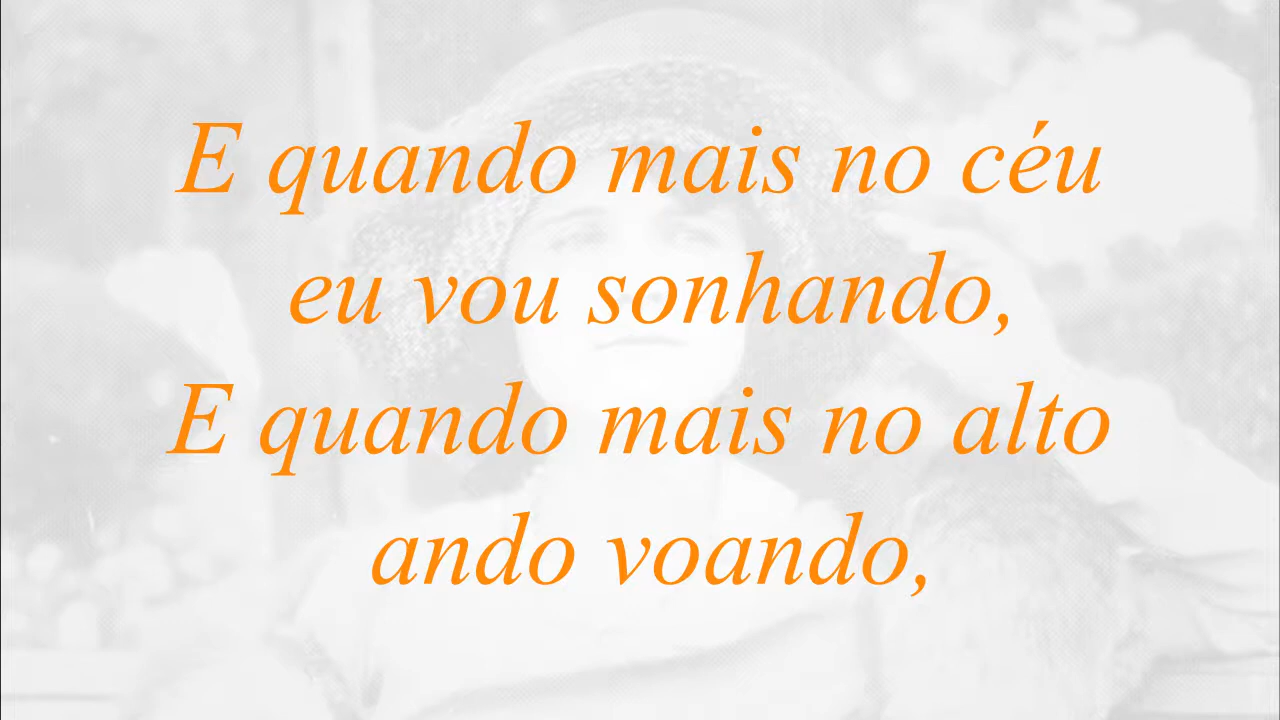 E quando mais no céu
eu vou sonhando,
E quando mais no alto
ando voando,